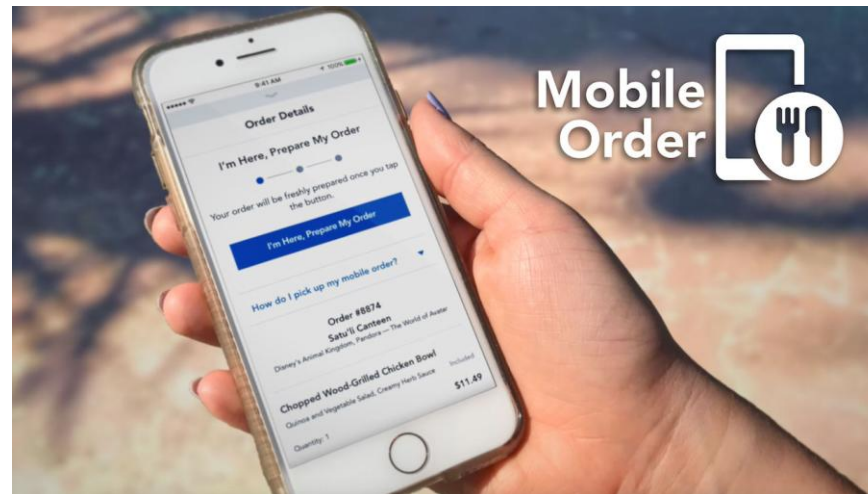 9:41 AM
100%
Order Details
I'm Here, Prepare My Order
Your order will be freshly prepared once you tap
the button.
I'm Here, Prepare My Order
How do I pick up my mobile order?
Order #8874
Satu'li Canteen
Disney's Animal Kingdom, Pandora — The World of Avatar
Chopped Wood-Grilled Chicken Bowl
Included
Quinoa and Vegetable Salad, Creamy Herb Sauce
$11.49
Quantity: 1
Mobile
Order